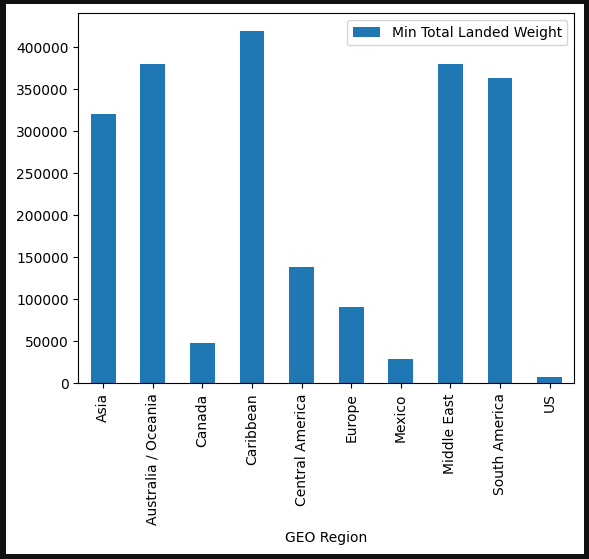 Min Total Landed Weight
400000
350000
300000
250000
200000
150000
100000
50000
0
Asia
Australia / Oceania
Canada
Caribbean
Central America
Europe
Mexico
Middle East
South America
US
GEO Region